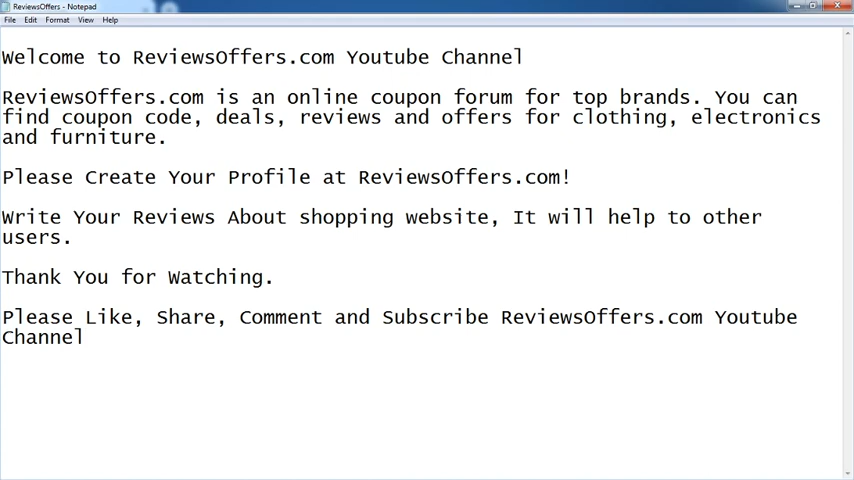 ReviewsOffers - Notepad
File Edit Format View Help
Welcome to ReviewsOffers.com Youtube Channel
ReviewsOffers.com is an online coupon forum for top brands. You can
find coupon code, deals, reviews and offers for clothing, electronics
and furniture.
Please Create Your Profile at ReviewsOffers.com!
Write Your Reviews About shopping website, It will help to other
users.
Thank You for Watching.
Please Like, Share, Comment and Subscribe ReviewsOffers.com Youtube
Channel